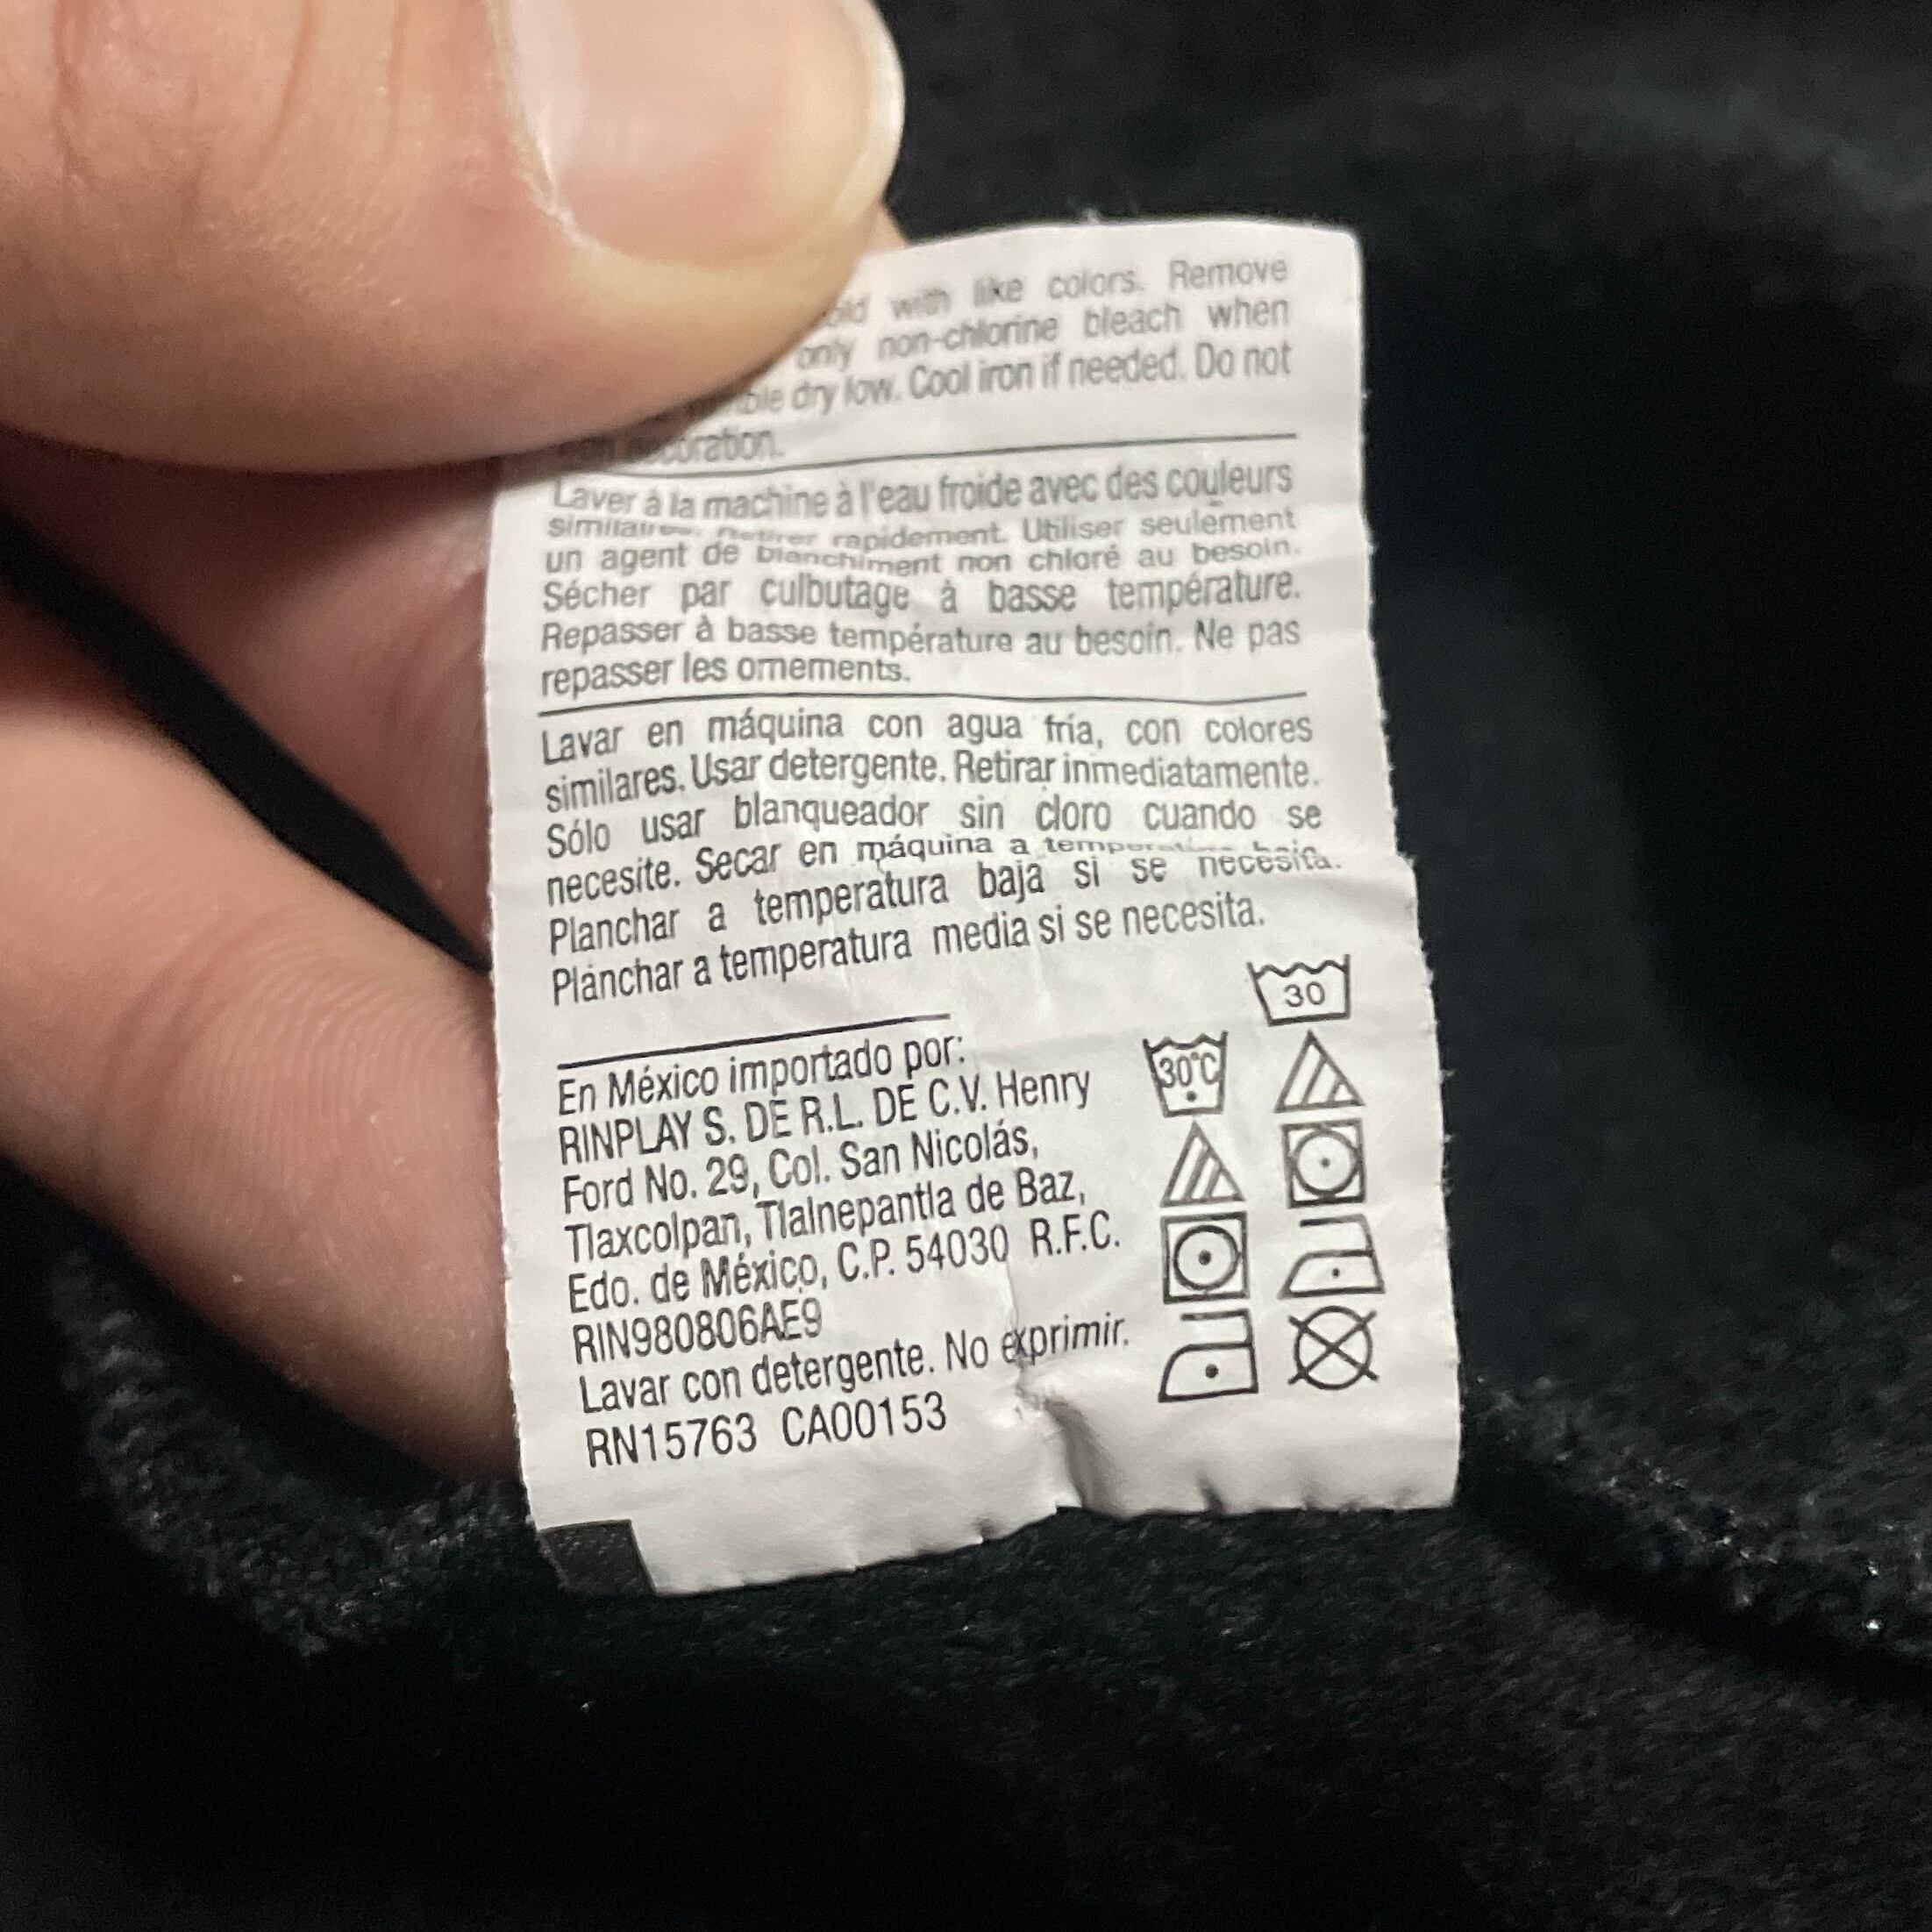 with like colors. Remove
only non-chlorine bleach when
dry low. Cool iron if needed. Do not
Laver à la machine à l'eau froide avec des couleurs
similaires. Retirer rapidement. Utiliser seulement
un agent de blanchiment non chloré au besoin.
Sécher par culbutage à basse température.
Repasser à basse température au besoin. Ne pas
repasser les ornements.
Lavar en máquina con agua fría, con colores
similares. Usar detergente. Retirar inmediatamente.
Sólo usar blanqueador sin cloro cuando se
necesite. Secar en máquina a
Planchar a temperatura baja si se necesita.
Planchar a temperatura media si se necesita.
En México importado por:
RINPLAY S. DE R.L. DE C.V. Henry
Ford No. 29, Col. San Nicolás,
Tlaxcolpan, Tlalnepantla de Baz,
Edo. de México, C.P. 54030 R.F.C.
RIN980806AE9
Lavar con detergente. No exprimir.
RN15763 CA00153
30
30°C